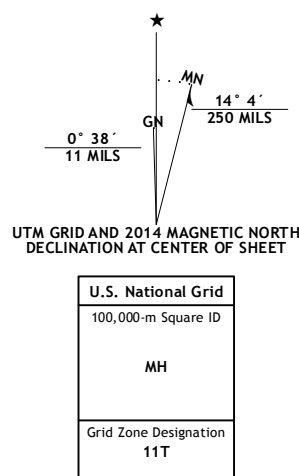 ★
MN
GN
14° 4´
250 MILS
0° 38´
11 MILS
UTM GRID AND 2014 MAGNETIC NORTH
DECLINATION AT CENTER OF SHEET
U.S. National Grid
100,000-m Square ID
MH
Grid Zone Designation
11T